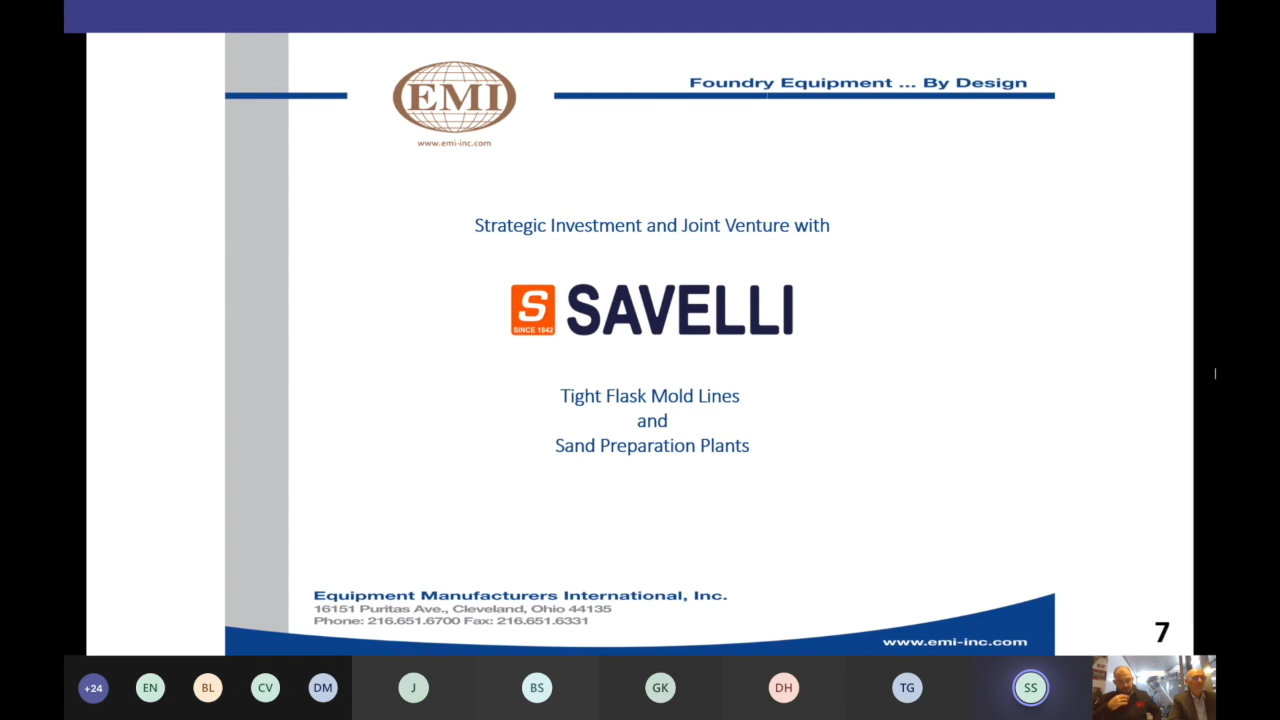 Foundry Equipment ... By Design
EMI
www.emi-inc.com
Strategic Investment and Joint Venture with
S SAVELLI
SINCE 1842
Tight Flask Mold Lines
and
Sand Preparation Plants
Equipment Manufacturers International, Inc.
16151 Puritas Ave., Cleveland, Ohio 44135
Phone: 216.651.6700 Fax: 216.651.6331
www.emi-inc.com
7
+24 EN BL CV DM J BS GK DH TG SS